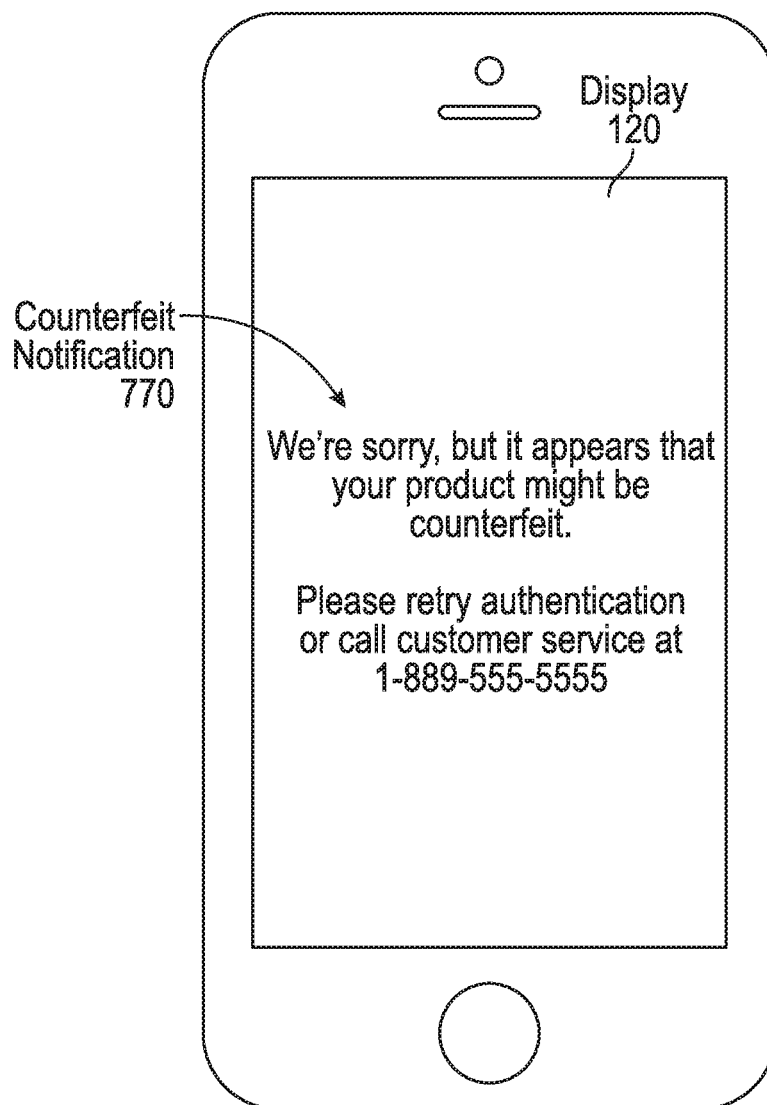 Display
120
Counterfeit
Notification
770
We're sorry, but it appears that
your product might be
counterfeit.
Please retry authentication
or call customer service at
1-889-555-5555